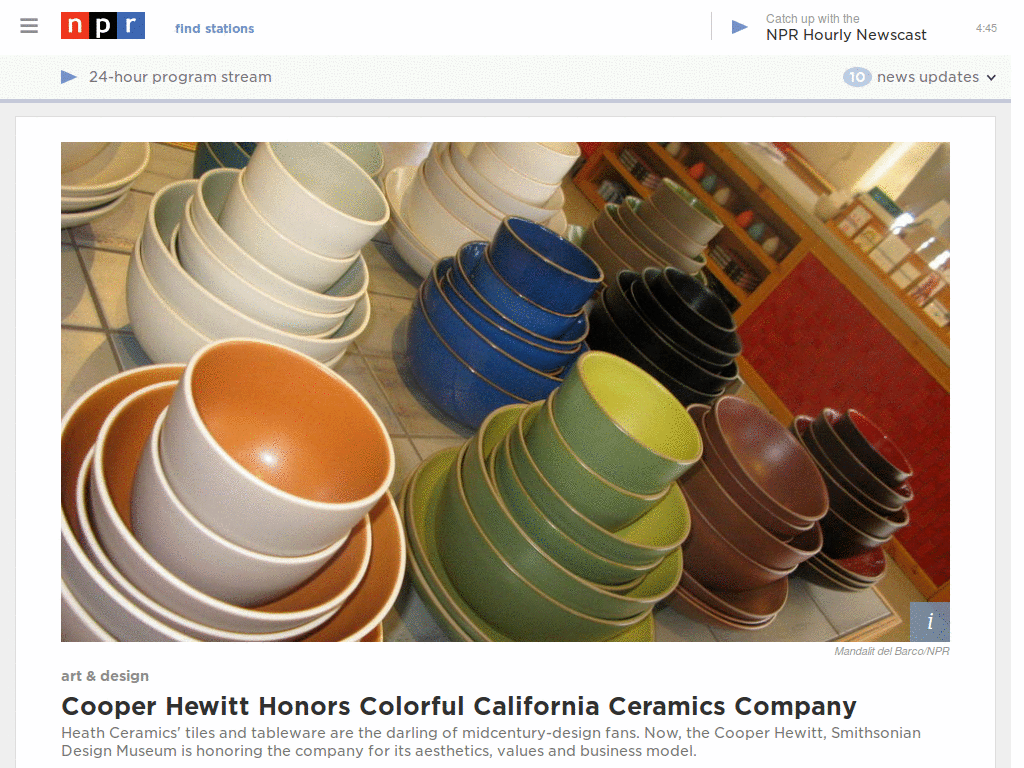 npr
find stations
Catch up with the
NPR Hourly Newscast
4:45
24-hour program stream
10 news updates
i
Mandalit del Barco/NPR
art & design
Cooper Hewitt Honors Colorful California Ceramics Company
Heath Ceramics' tiles and tableware are the darling of midcentury-design fans. Now, the Cooper Hewitt, Smithsonian
Design Museum is honoring the company for its aesthetics, values and business model.